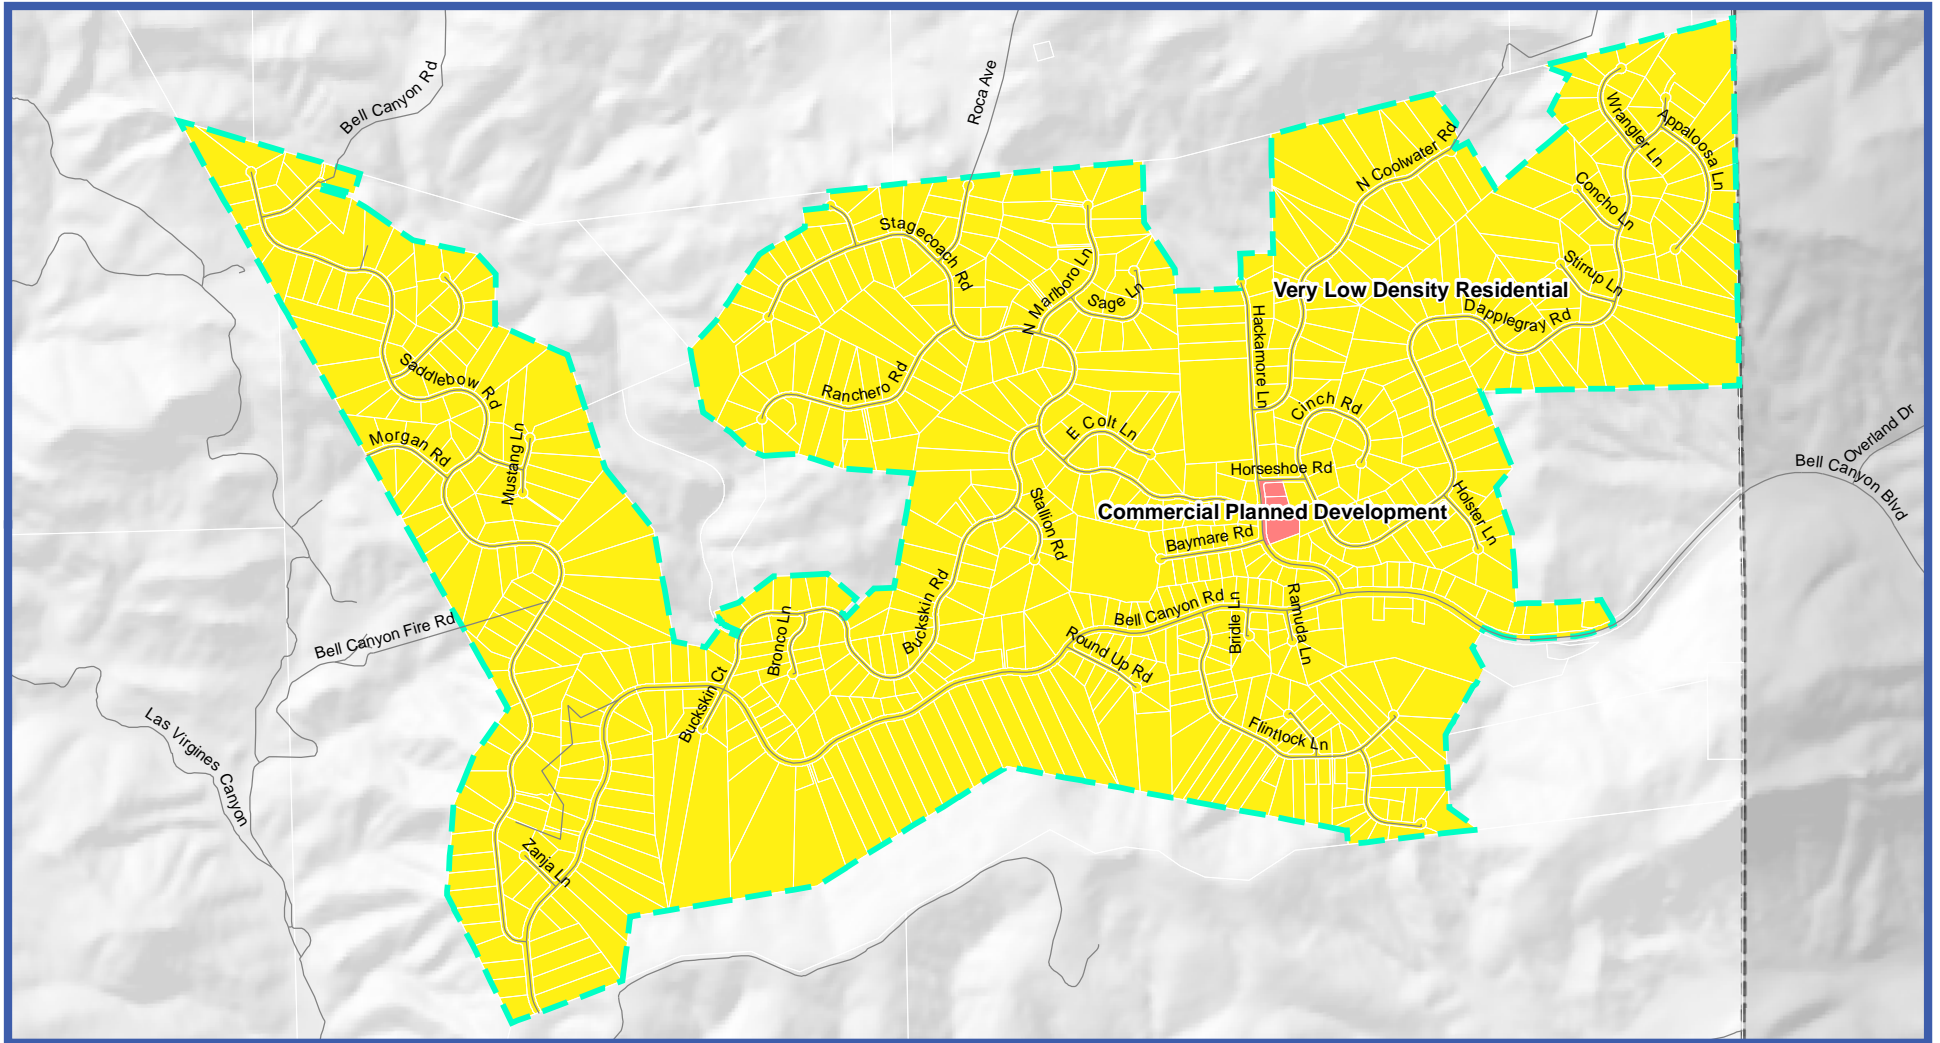 Bell Canyon Rd
Roca Ave
Wrangler Ln
Appaloosa Ln
N Coolwater Rd
Concho Ln
Stagecoach Rd
N Marlboro Ln
Sage Ln
Stirrup Ln
Very Low Density Residential
Dapplegray Rd
Hackamore Ln
Saddlebow Rd
Ranchero Rd
Cinch Rd
Overland Dr
E Colt Ln
Morgan Rd
Mustang Ln
Horseshoe Rd
Bell Canyon Blvd
Holster Ln
Stallion Rd
Commercial Planned Development
Baymare Rd
Buckskin Rd
Bell Canyon Rd
Bridle Ln
Ramuda Ln
Bell Canyon Fire Rd
Bronco Ln
Round Up Rd
Buckskin Ct
Flintlock Ln
Las Virgines Canyon
Zanja Ln